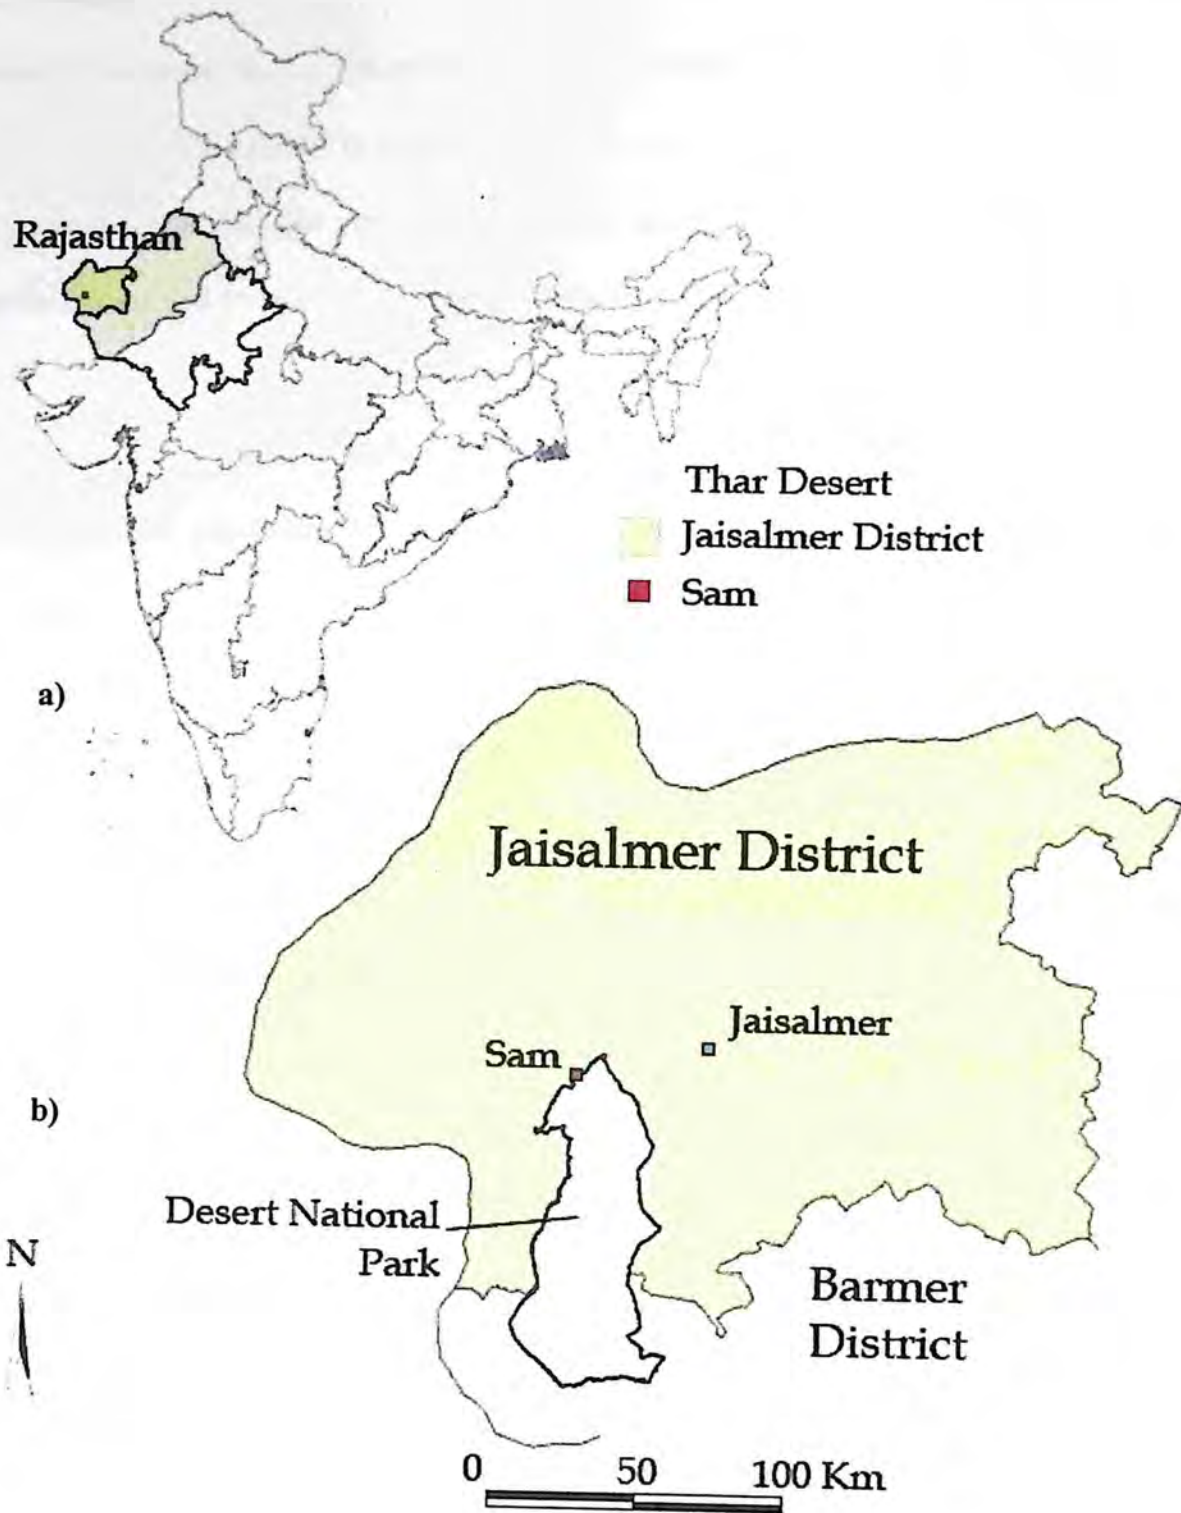 Rajasthan
Thar Desert
Jaisalmer District
Sam
a)
Jaisalmer District
Jaisalmer
Sam
b)
Desert National
Park
N
Barmer
District
0 50 100 Km